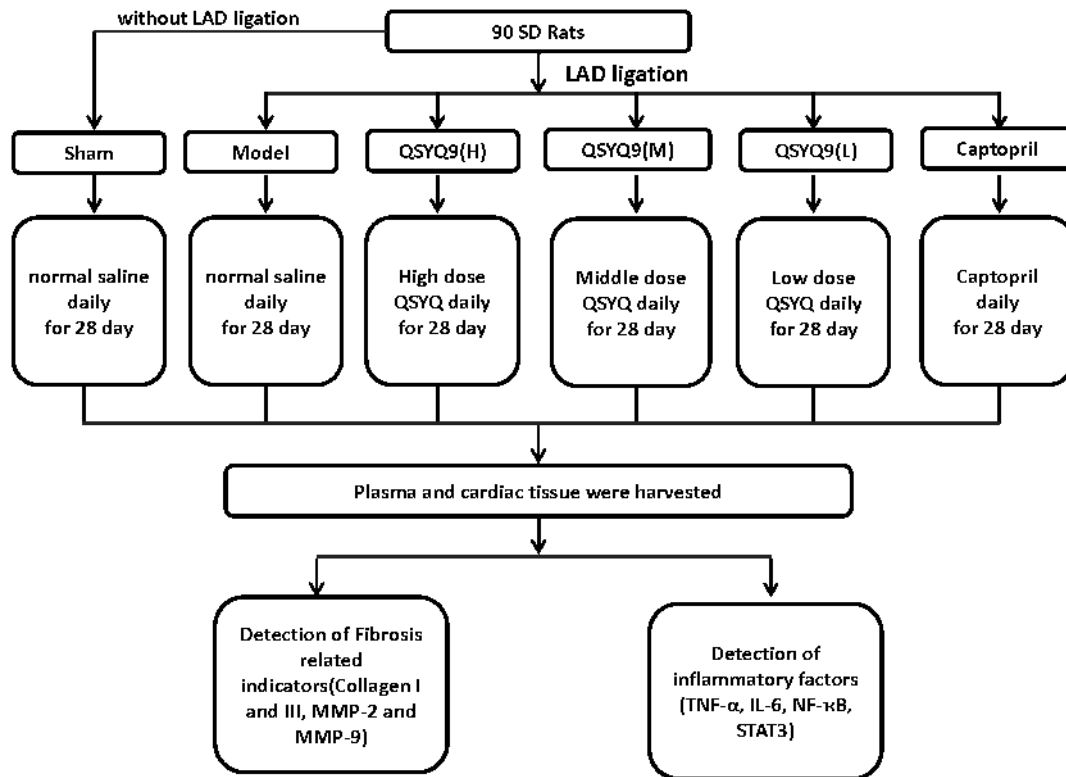 without LAD ligation
90 SD Rats
LAD ligation
Sham
Model
QSYQ9(H)
QSYQ9(M)
QSYQ9(L)
Captopril
normal saline
daily
for 28 day
normal saline
daily
for 28 day
High dose
QSYQ daily
for 28 day
Middle dose
QSYQ daily
for 28 day
Low dose
QSYQ daily
for 28 day
Captopril
daily
for 28 day
Plasma and cardiac tissue were harvested
Detection of Fibrosis
related
indicators(Collagen I
and III, MMP-2 and
MMP-9)
Detection of
inflammatory factors
(TNF-α, IL-6, NF-κB,
STAT3)